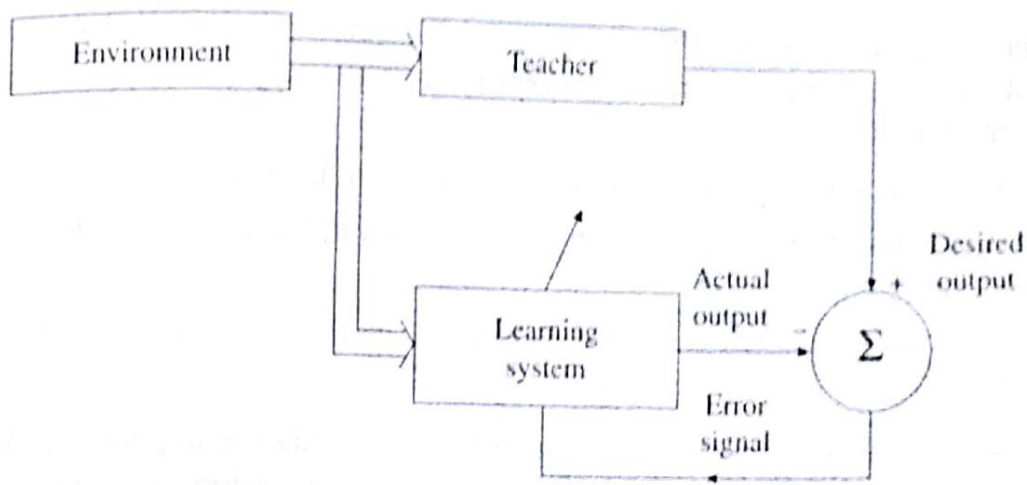 Environment
Teacher
Desired
output
+
Actual
output
−
Σ
Learning
system
Error
signal